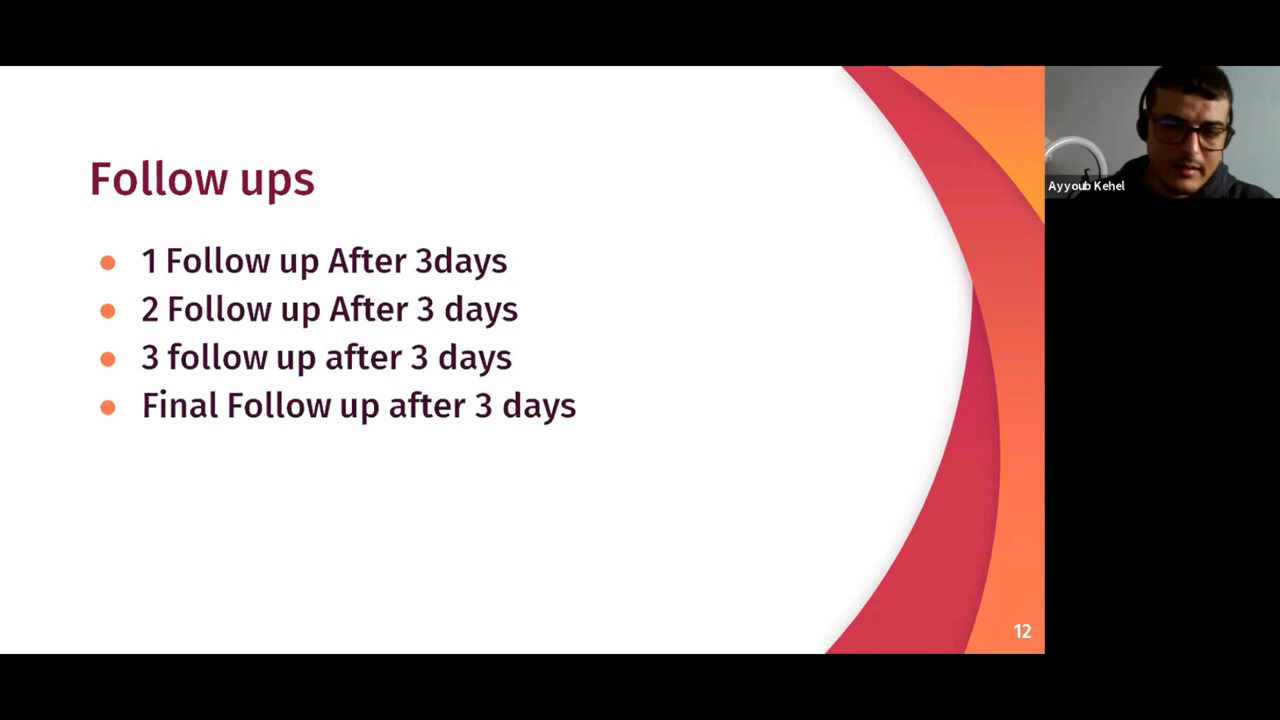 Follow ups
1 Follow up After 3days
2 Follow up After 3 days
3 follow up after 3 days
Final Follow up after 3 days
12
Ayyoub Kehel